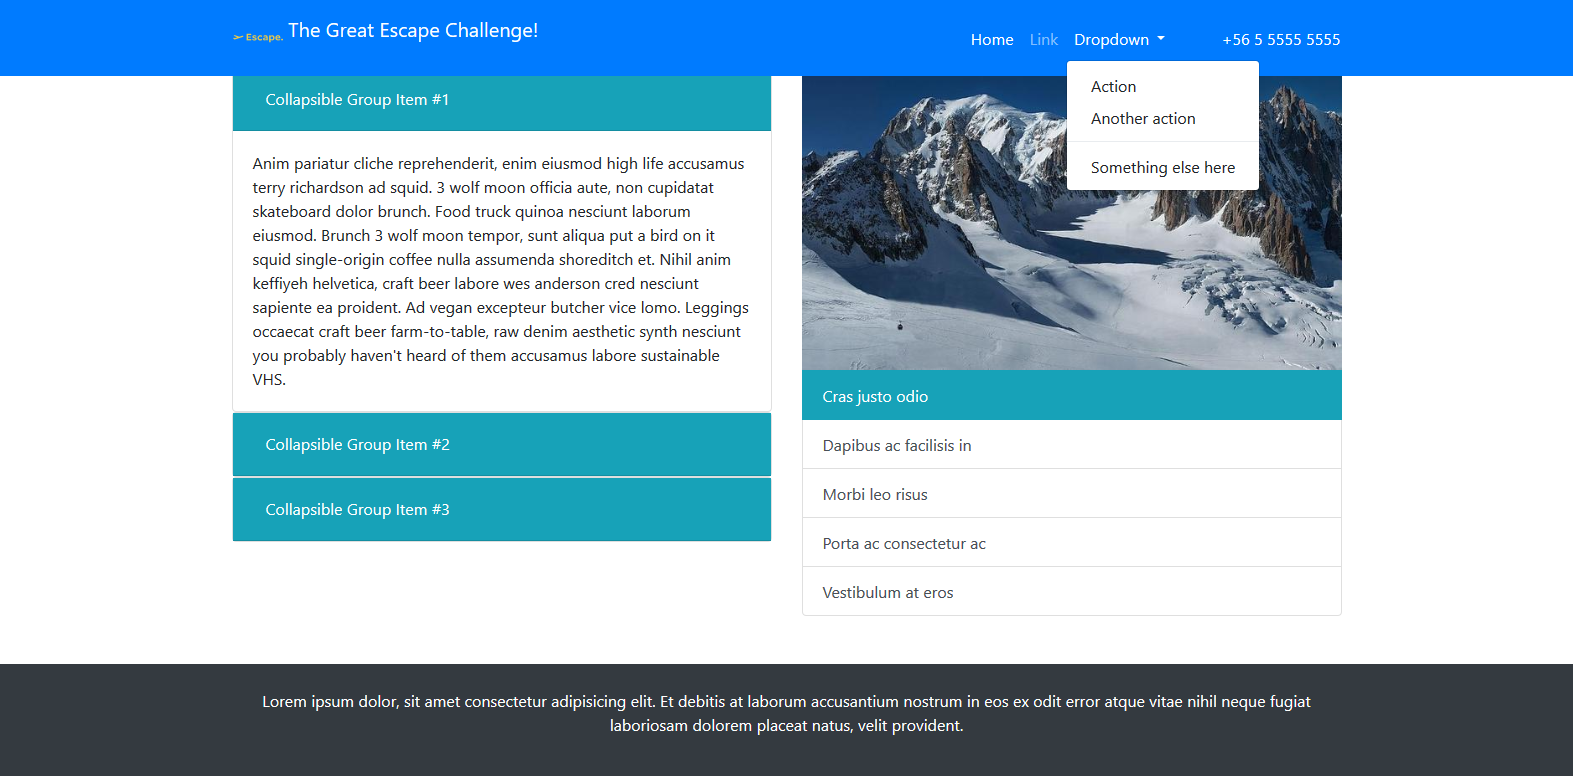 Escape. The Great Escape Challenge!
Home Link Dropdown +56 5 5555 5555
Action
Another action
Something else here
Collapsible Group Item #1
Anim pariatur cliche reprehenderit, enim eiusmod high life accusamus
terry richardson ad squid. 3 wolf moon officia aute, non cupidatat
skateboard dolor brunch. Food truck quinoa nesciunt laborum
eiusmod. Brunch 3 wolf moon tempor, sunt aliqua put a bird on it
squid single-origin coffee nulla assumenda shoreditch et. Nihil anim
keffiyeh helvetica, craft beer labore wes anderson cred nesciunt
sapiente ea proident. Ad vegan excepteur butcher vice lomo. Leggings
occaecat craft beer farm-to-table, raw denim aesthetic synth nesciunt
you probably haven't heard of them accusamus labore sustainable
VHS.
Collapsible Group Item #2
Collapsible Group Item #3
Cras justo odio
Dapibus ac facilisis in
Morbi leo risus
Porta ac consectetur ac
Vestibulum at eros
Lorem ipsum dolor, sit amet consectetur adipisicing elit. Et debitis at laborum accusantium nostrum in eos ex odit error atque vitae nihil neque fugiat
laboriosam dolorem placeat natus, velit provident.